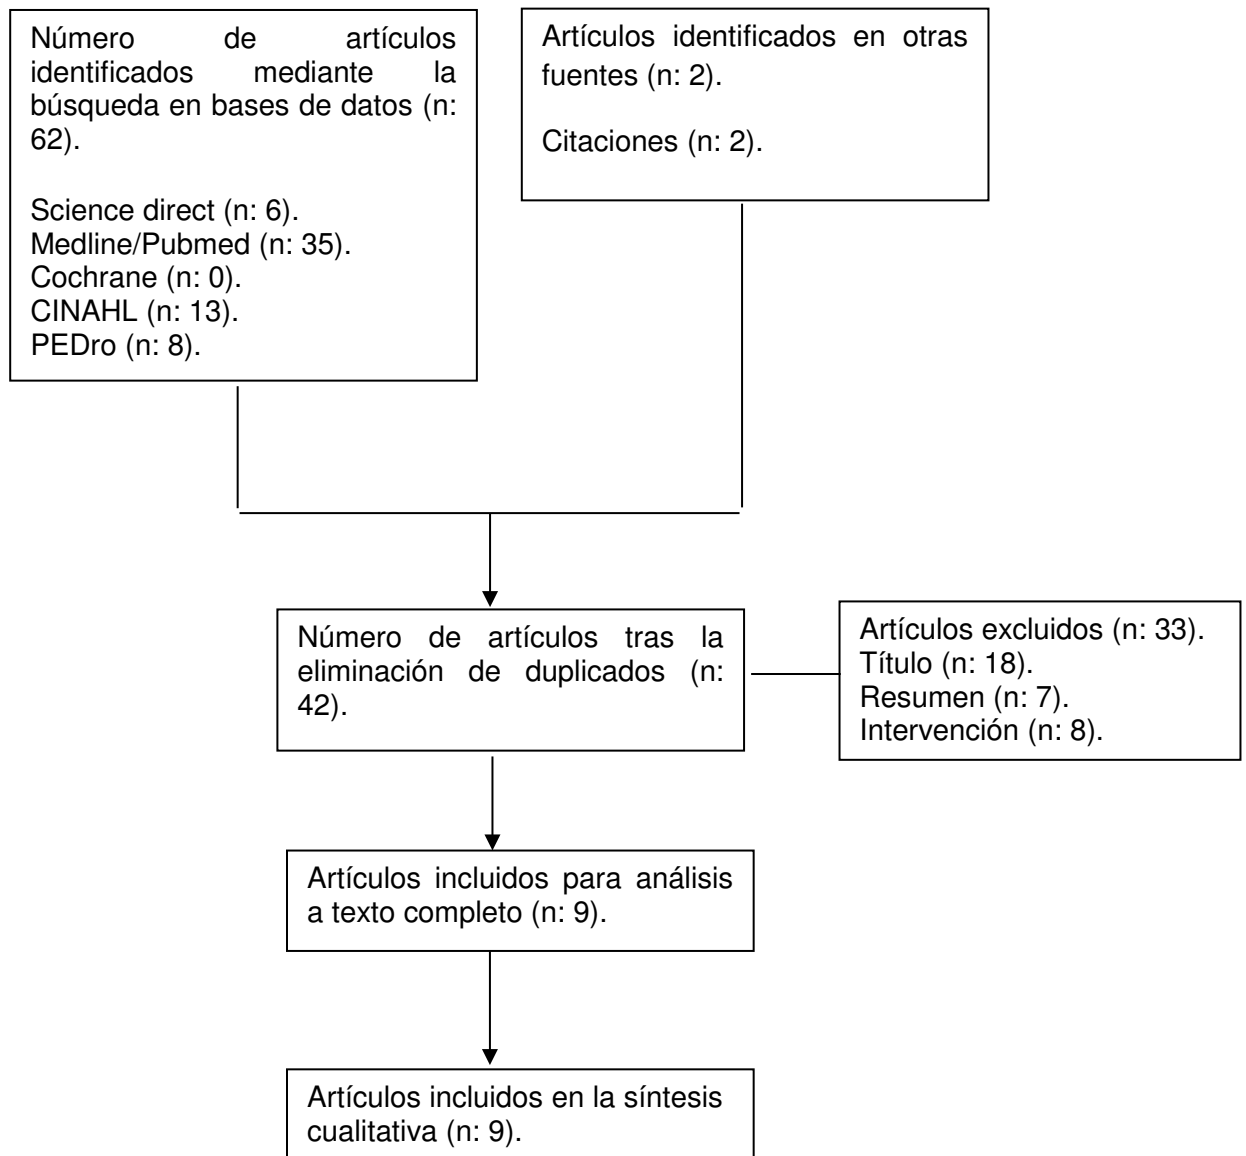 Número de artículos
identificados mediante la
búsqueda en bases de datos (n:
62).
Science direct (n: 6).
Medline/Pubmed (n: 35).
Cochrane (n: 0).
CINAHL (n: 13).
PEDro (n: 8).
Artículos identificados en otras
fuentes (n: 2).
Citaciones (n: 2).
Número de artículos tras la
eliminación de duplicados (n:
42).
Artículos excluidos (n: 33).
Título (n: 18).
Resumen (n: 7).
Intervención (n: 8).
Artículos incluidos para análisis
a texto completo (n: 9).
Artículos incluidos en la síntesis
cualitativa (n: 9).